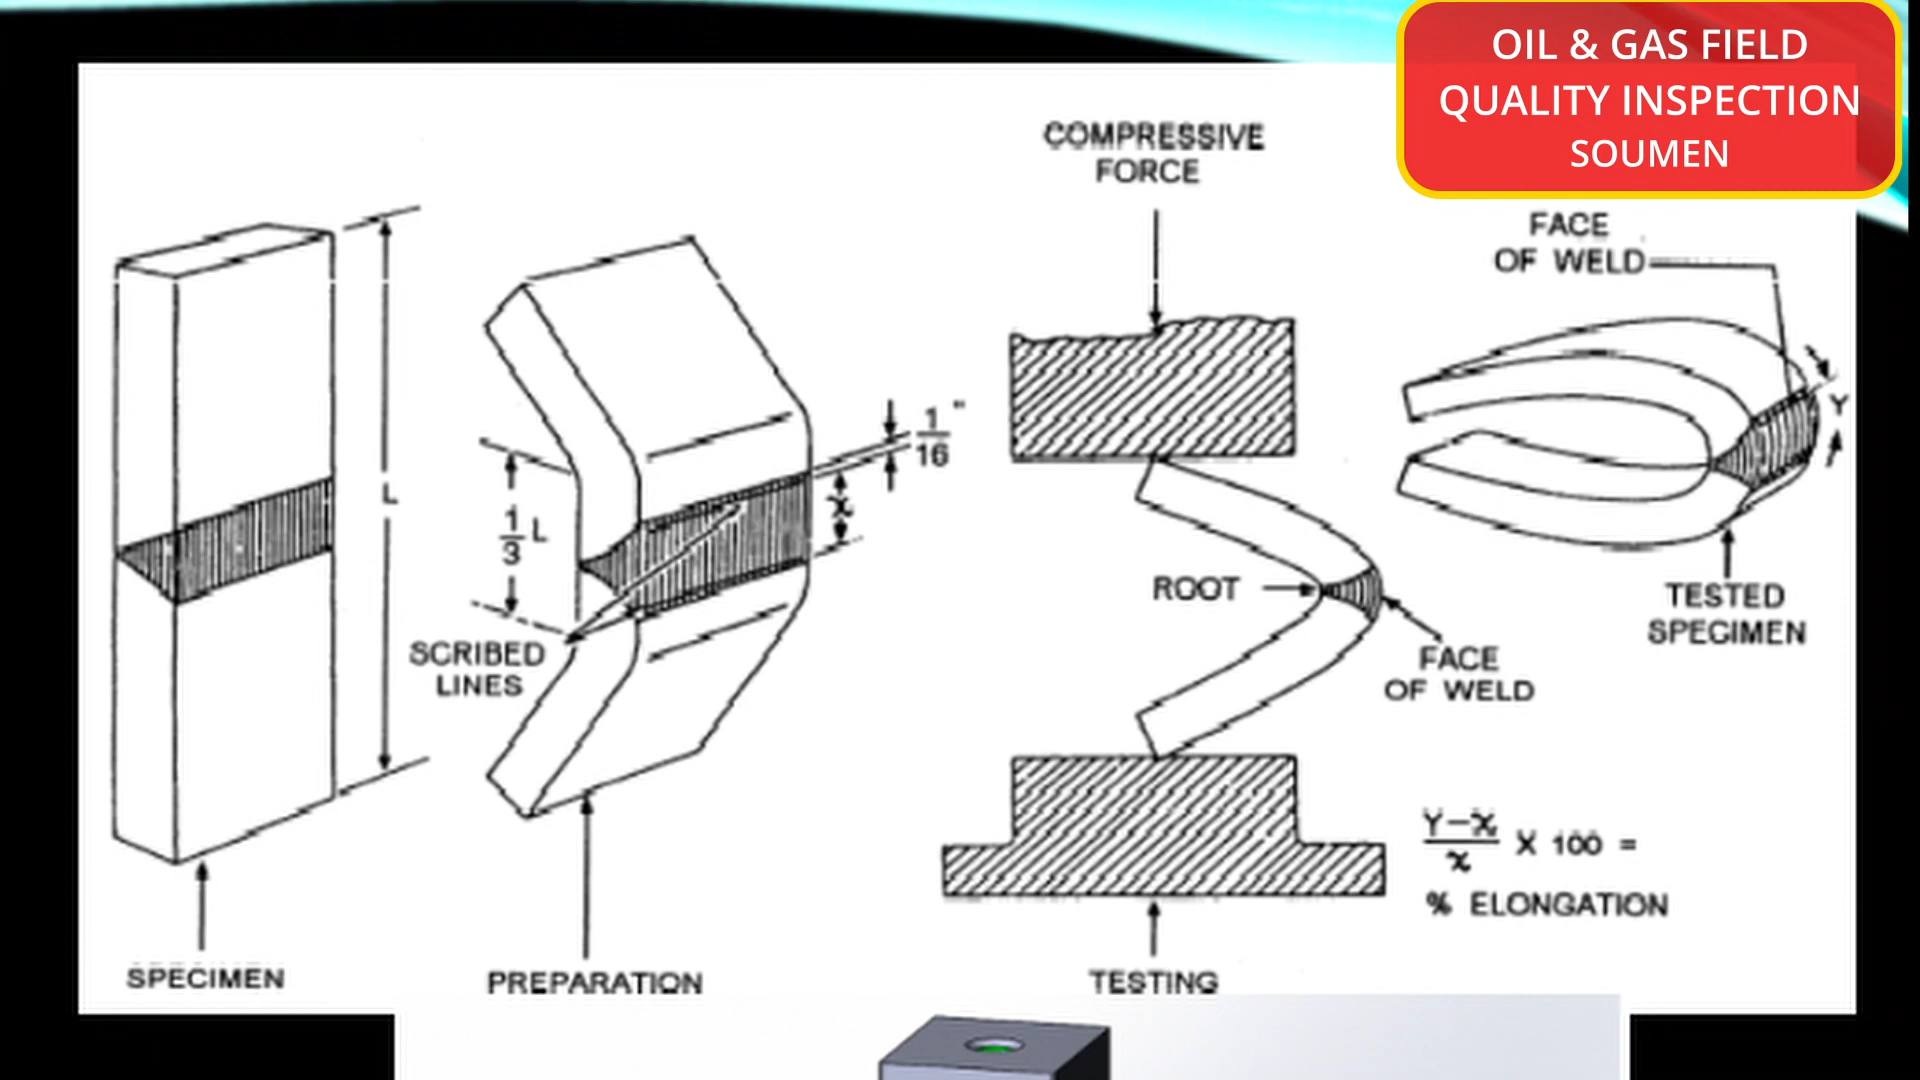 OIL & GAS FIELD
QUALITY INSPECTION
SOUMEN
COMPRESSIVE
FORCE
FACE
OF WELD
Y
1"
16
L
x
1
3 L
ROOT
SCRIBED
LINES
FACE
OF WELD
TESTED
SPECIMEN
Y-x
x X 100 =
% ELONGATION
SPECIMEN
PREPARATION
TESTING